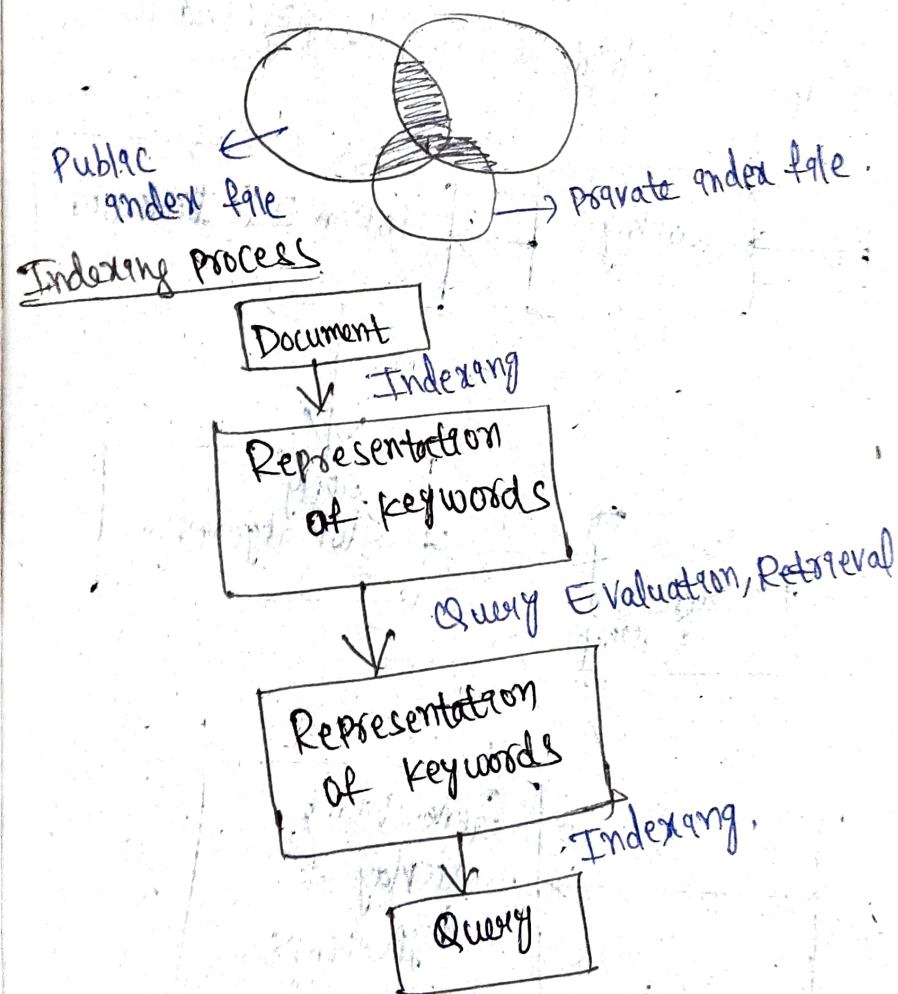 Public
index file
private index file.
Indexing process
Document
Indexing
Representation
of keywords
Query Evaluation, Retrieval
Representation
of keywords
Indexing.
Query